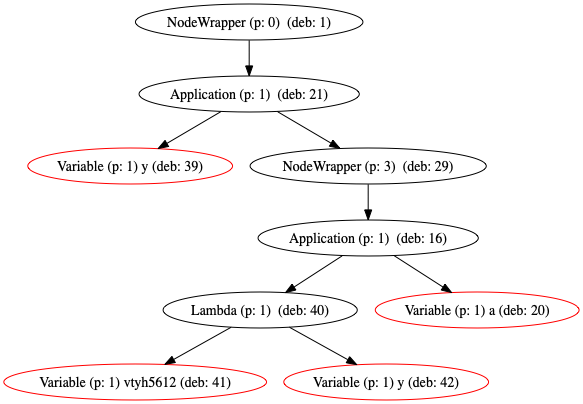 NodeWrapper (p: 0)  (deb: 1)
Application (p: 1)  (deb: 21)
Variable (p: 1) y (deb: 39)
NodeWrapper (p: 3)  (deb: 29)
Application (p: 1)  (deb: 16)
Lambda (p: 1)  (deb: 40)
Variable (p: 1) a (deb: 20)
Variable (p: 1) vtyh5612 (deb: 41)
Variable (p: 1) y (deb: 42)